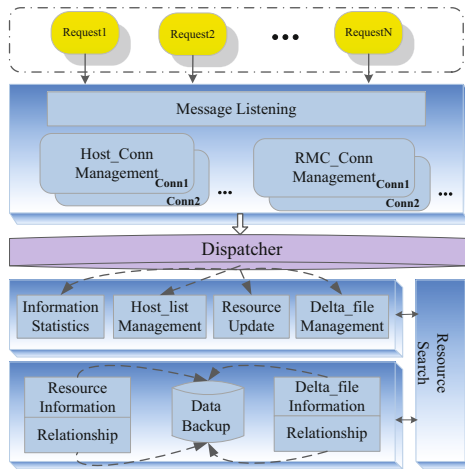 Request1
Request2
RequestN
Message Listening
Host_Conn
Management
Conn1
Conn2
...
RMC_Conn
Management
Conn1
Conn2
...
Dispatcher
Information
Statistics
Host_list
Management
Resource
Update
Delta_file
Management
Resource
Search
Resource
Information
Relationship
Data
Backup
Delta_file
Information
Relationship